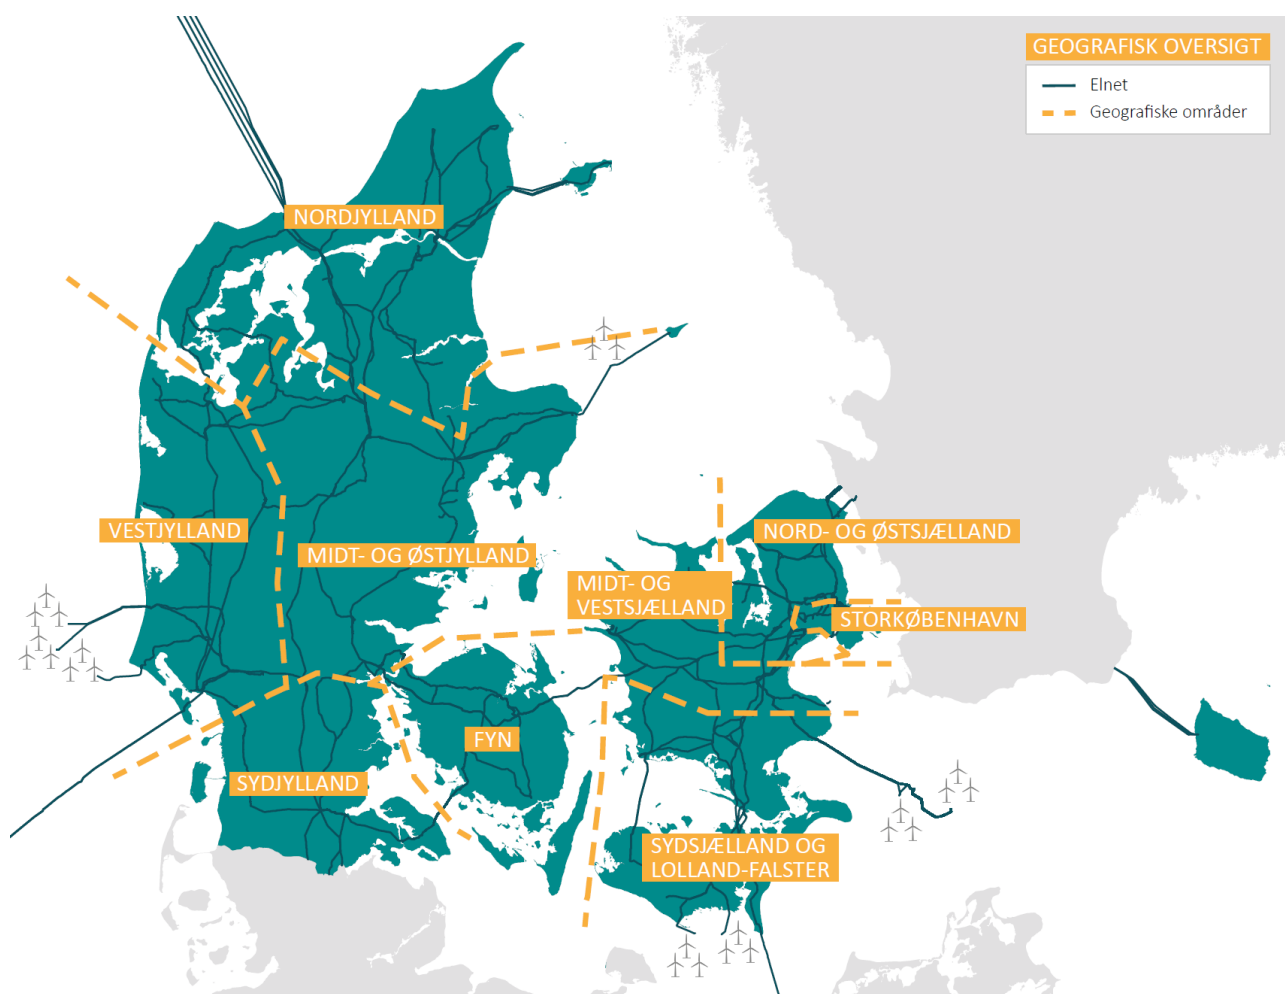 GEOGRAFISK OVERSIGT
Elnet
Geografiske områder
NORDJYLLAND
VESTJYLLAND
MIDT- OG ØSTJYLLAND
NORD- OG ØSTSJÆLLAND
MIDT- OG
VESTSJÆLLAND
STORKØBENHAVN
FYN
SYDJYLLAND
SYDSJÆLLAND OG
LOLLAND-FALSTER